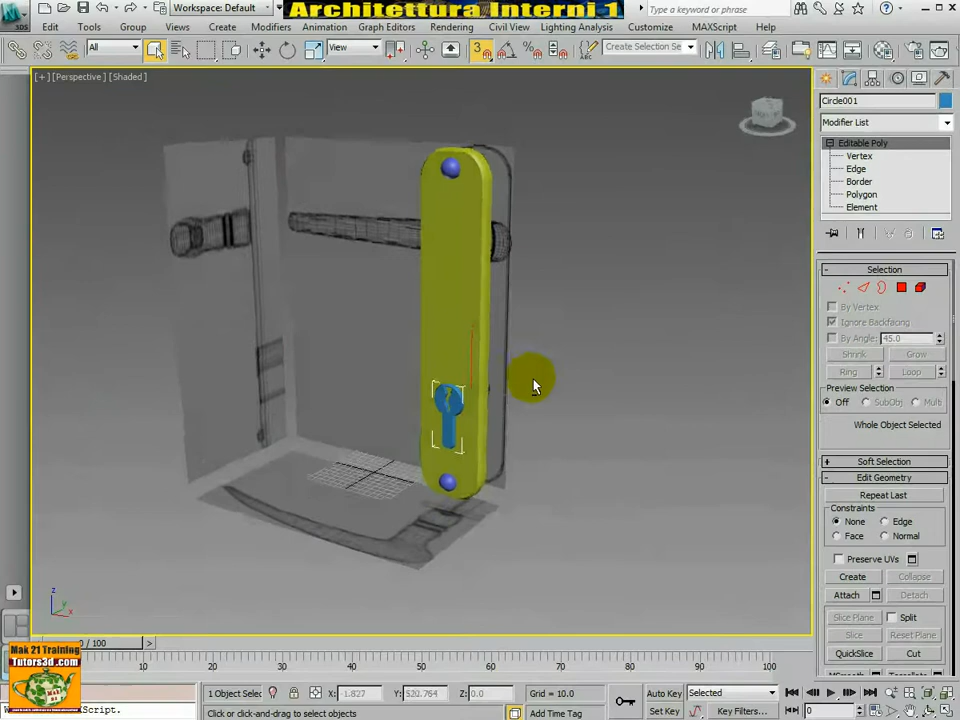 Workspace: Default
Architettura Interni 1
Type a keyword or phrase
Edit Tools Group Views Create Modifiers Animation Graph Editors Rendering Civil View Lighting Analysis Customize MAXScript
All View 3 Create Selection Se
[+] [Perspective] [Shaded]
Circle001
Modifier List
Editable Poly
Vertex
Edge
Border
Polygon
Element
Selection
By Vertex
Ignore Backfacing
By Angle: 45.0
Shrink Grow
Ring Loop
Preview Selection
Off SubObj Multi
Whole Object Selected
Soft Selection
Edit Geometry
Repeat Last
Constraints
None Edge
Face Normal
Preserve UVs
Create Collapse
Attach Detach
Slice Plane Split
Slice Reset Plane
QuickSlice Cut
z
y
x
0 / 100
10 20 30 40 50 60 70 80 90 100
Mak 21 Training
Tutors3d.com
1 Object Selec X: -1.827 Y: 520.764 Z: 0.0 Grid = 10.0 Auto Key Selected
Script. Click or click-and-drag to select objects Add Time Tag Set Key Key Filters... 0